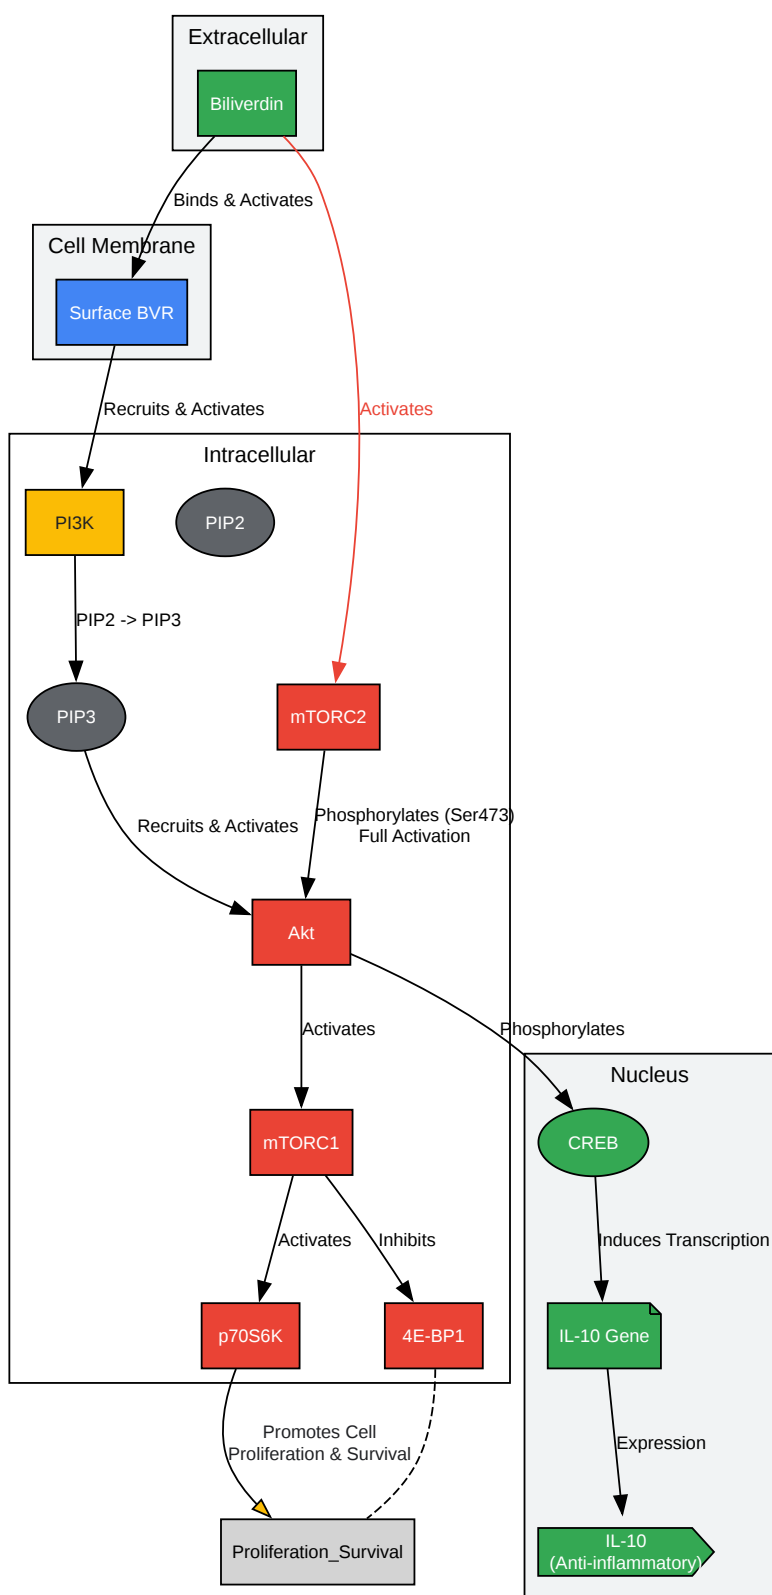 Extracellular
Biliverdin
Binds & Activates
Cell Membrane
Surface BVR
Recruits & Activates
Activates
Intracellular
PI3K
PIP2
PIP2 -> PIP3
PIP3
mTORC2
Recruits & Activates
Phosphorylates (Ser473)
Full Activation
Akt
Activates
Phosphorylates
Nucleus
mTORC1
CREB
Activates
Inhibits
Induces Transcription
p70S6K
4E-BP1
IL-10 Gene
Promotes Cell
Proliferation & Survival
Expression
Proliferation_Survival
IL-10
(Anti-inflammatory)